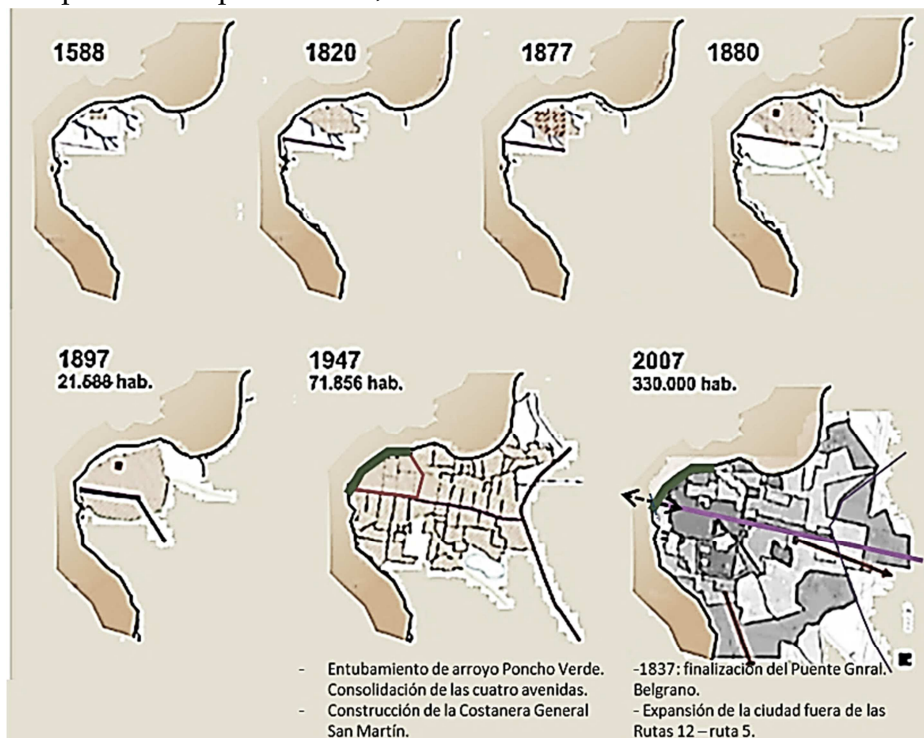 1588
1820
1877
1880
1897
21.588 hab.
1947
71.856 hab.
2007
330.000 hab.
- Entubamiento de arroyo Poncho Verde.
Consolidación de las cuatro avenidas.
- Construcción de la Costanera General
San Martín.
-1837: finalización del Puente Gnral.
Belgrano.
- Expansión de la ciudad fuera de las
Rutas 12 – ruta 5.